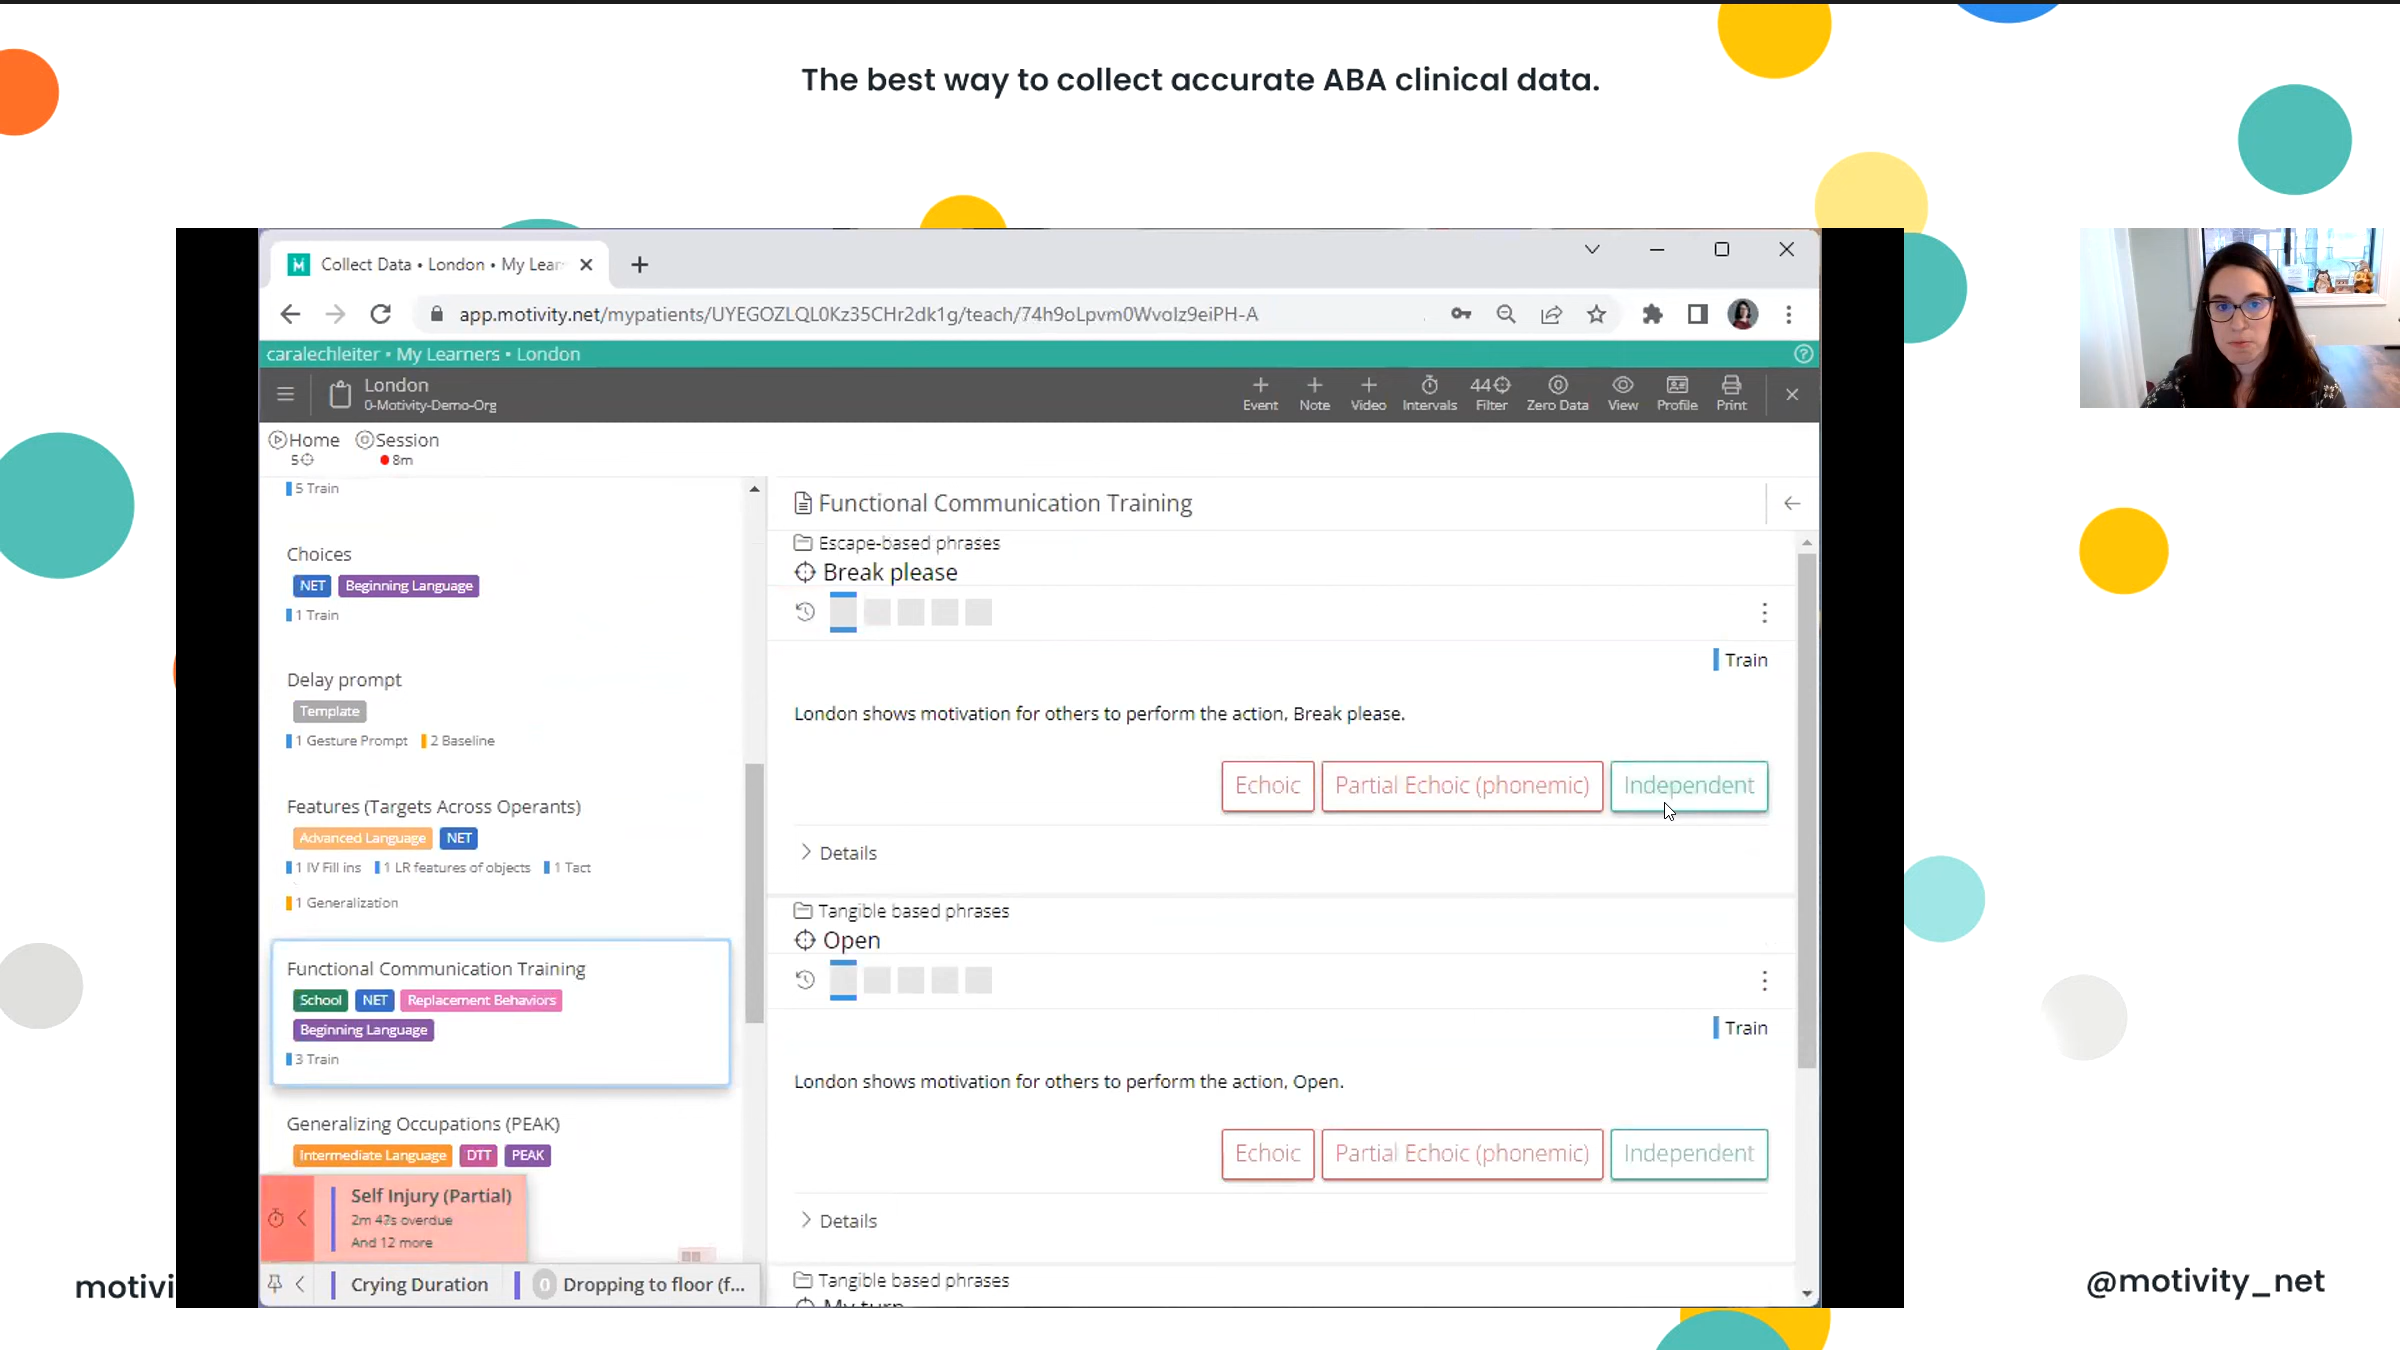 The best way to collect accurate ABA clinical data.
Collect Data • London • My Lear
app.motivity.net/mypatients/UYEGOZLQL0Kz35CHr2dk1g/teach/74h9oLpvm0Wvolz9eiPH-A
caralechleiter • My Learners • London
London
0-Motivity-Demo-Org
Event
Note
Video
Intervals
44
Filter
Zero Data
View
Profile
Print
Home
5
Session
8m
5 Train
Choices
NET Beginning Language
1 Train
Delay prompt
Template
1 Gesture Prompt 2 Baseline
Features (Targets Across Operants)
Advanced Language NET
1 IV Fill ins 1 LR features of objects 1 Tact
1 Generalization
Functional Communication Training
School NET Replacement Behaviors
Beginning Language
3 Train
Generalizing Occupations (PEAK)
Intermediate Language DTT PEAK
Self Injury (Partial)
overdue
And 12 more
Crying Duration 0 Dropping to floor (f...
Functional Communication Training
Escape-based phrases
Break please
Train
London shows motivation for others to perform the action, Break please.
Echoic Partial Echoic (phonemic) Independent
Details
Tangible based phrases
Open
Train
London shows motivation for others to perform the action, Open.
Echoic Partial Echoic (phonemic) Independent
Details
Tangible based phrases
My turn
motivi
@motivity_net